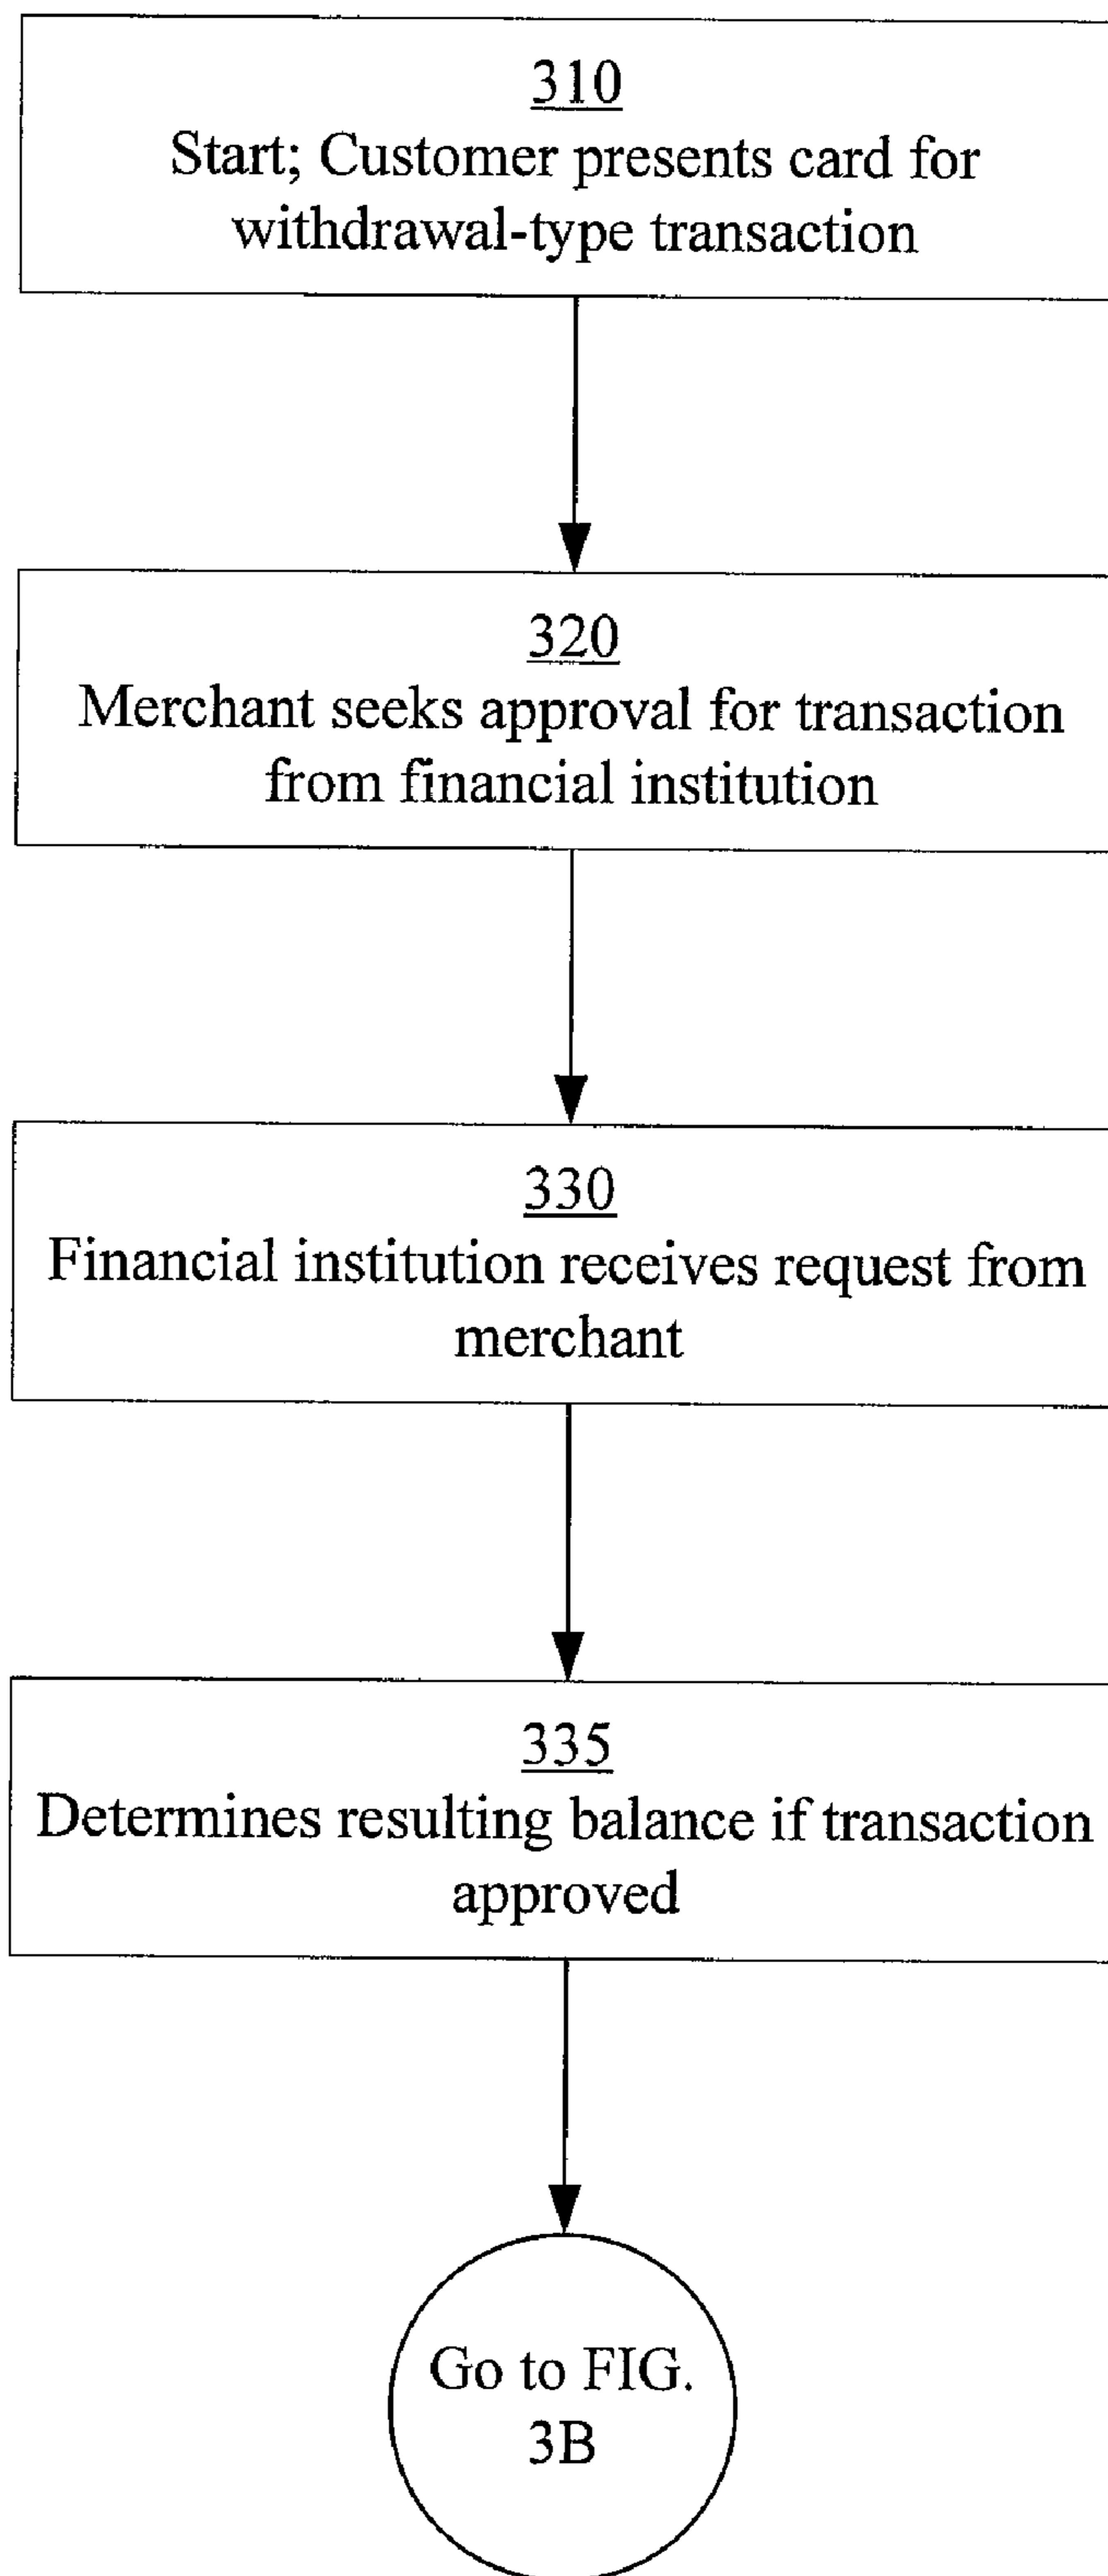 310
Start; Customer presents card for
withdrawal-type transaction
320
Merchant seeks approval for transaction
from financial institution
330
Financial institution receives request from
merchant
335
Determines resulting balance if transaction
approved
Go to FIG.
3B